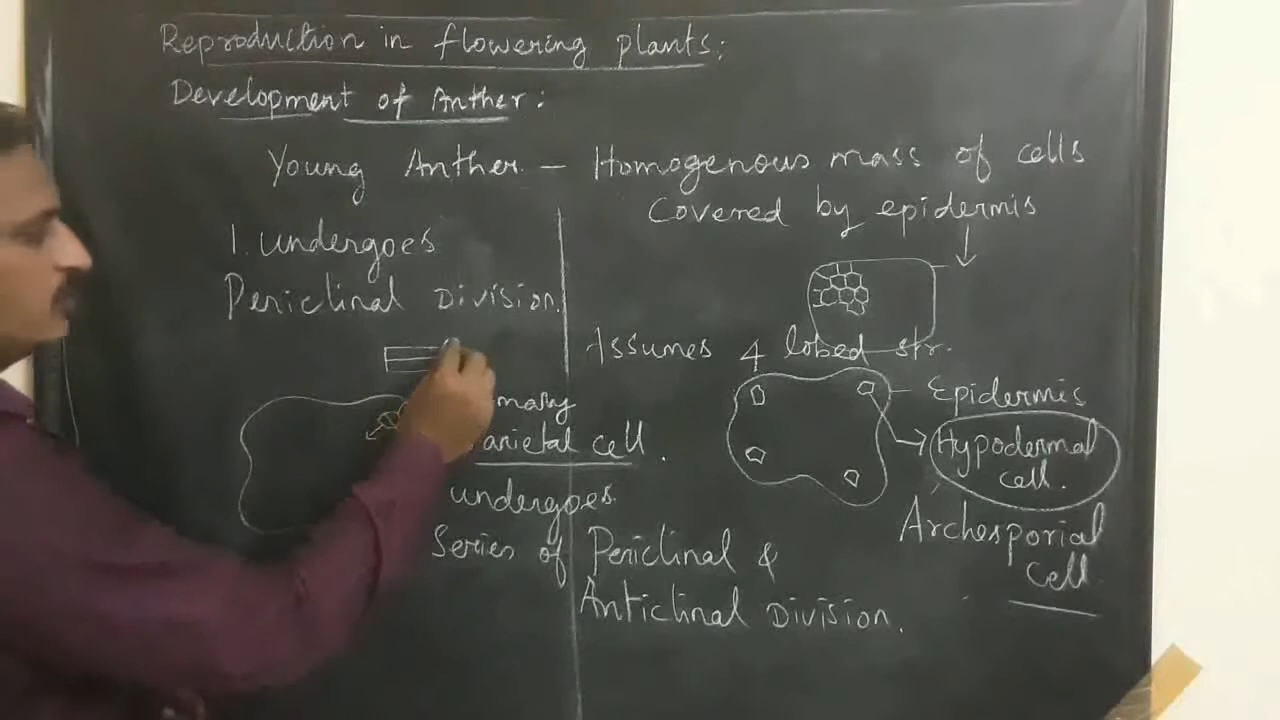 Reproduction in flowering plants;
Development of Anther:
Young Anther - Homogenous mass of cells
Covered by epidermis
1. undergoes
Periclinal Division.
Assumes 4 lobed str.
Epidermis
Hypodermal
cell.
Archesporial
cell
cell.
undergoes.
Series of Periclinal &
Anticlinal Division.